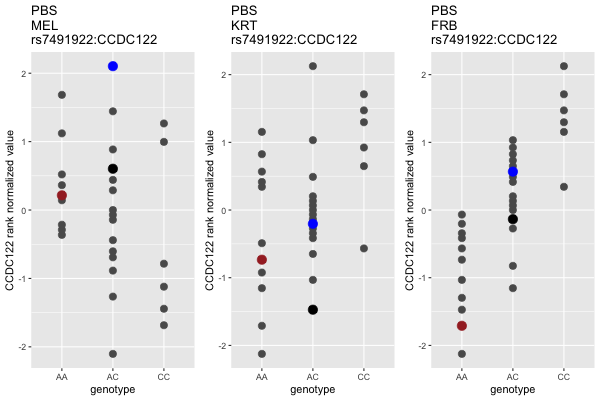 PBS
MEL
rs7491922:CCDC122
CCDC122 rank normalized value
2
1
0
-1
-2
AA
AC
CC
genotype
PBS
KRT
rs7491922:CCDC122
CCDC122 rank normalized value
2
1
0
-1
-2
AA
AC
CC
genotype
PBS
FRB
rs7491922:CCDC122
CCDC122 rank normalized value
2
1
0
-1
-2
AA
AC
CC
genotype